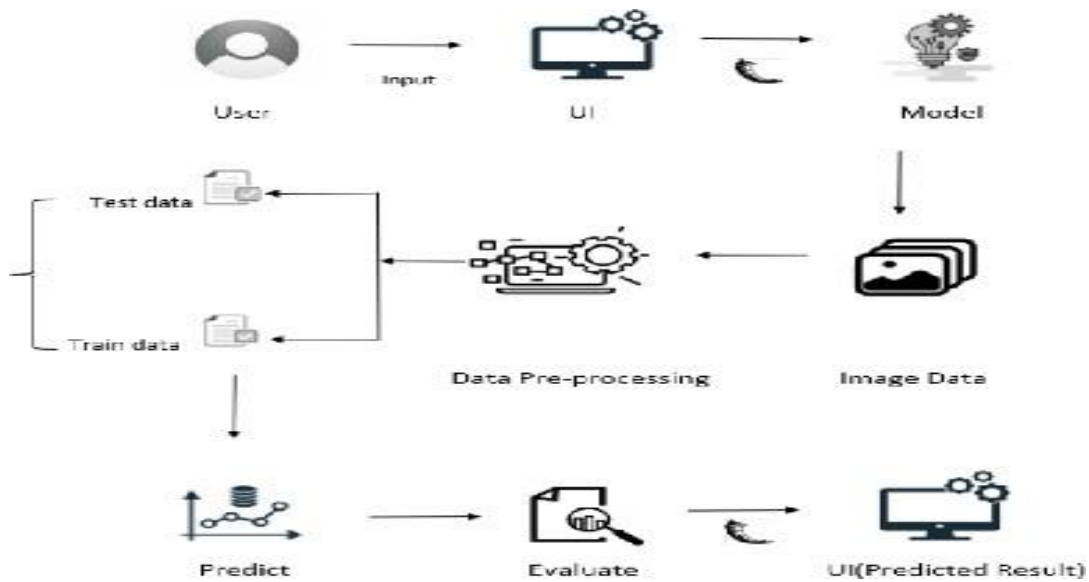 Input
User
UI
Model
Test data
Train data
Data Pre-processing
Image Data
Predict
Evaluate
UI(Predicted Result)